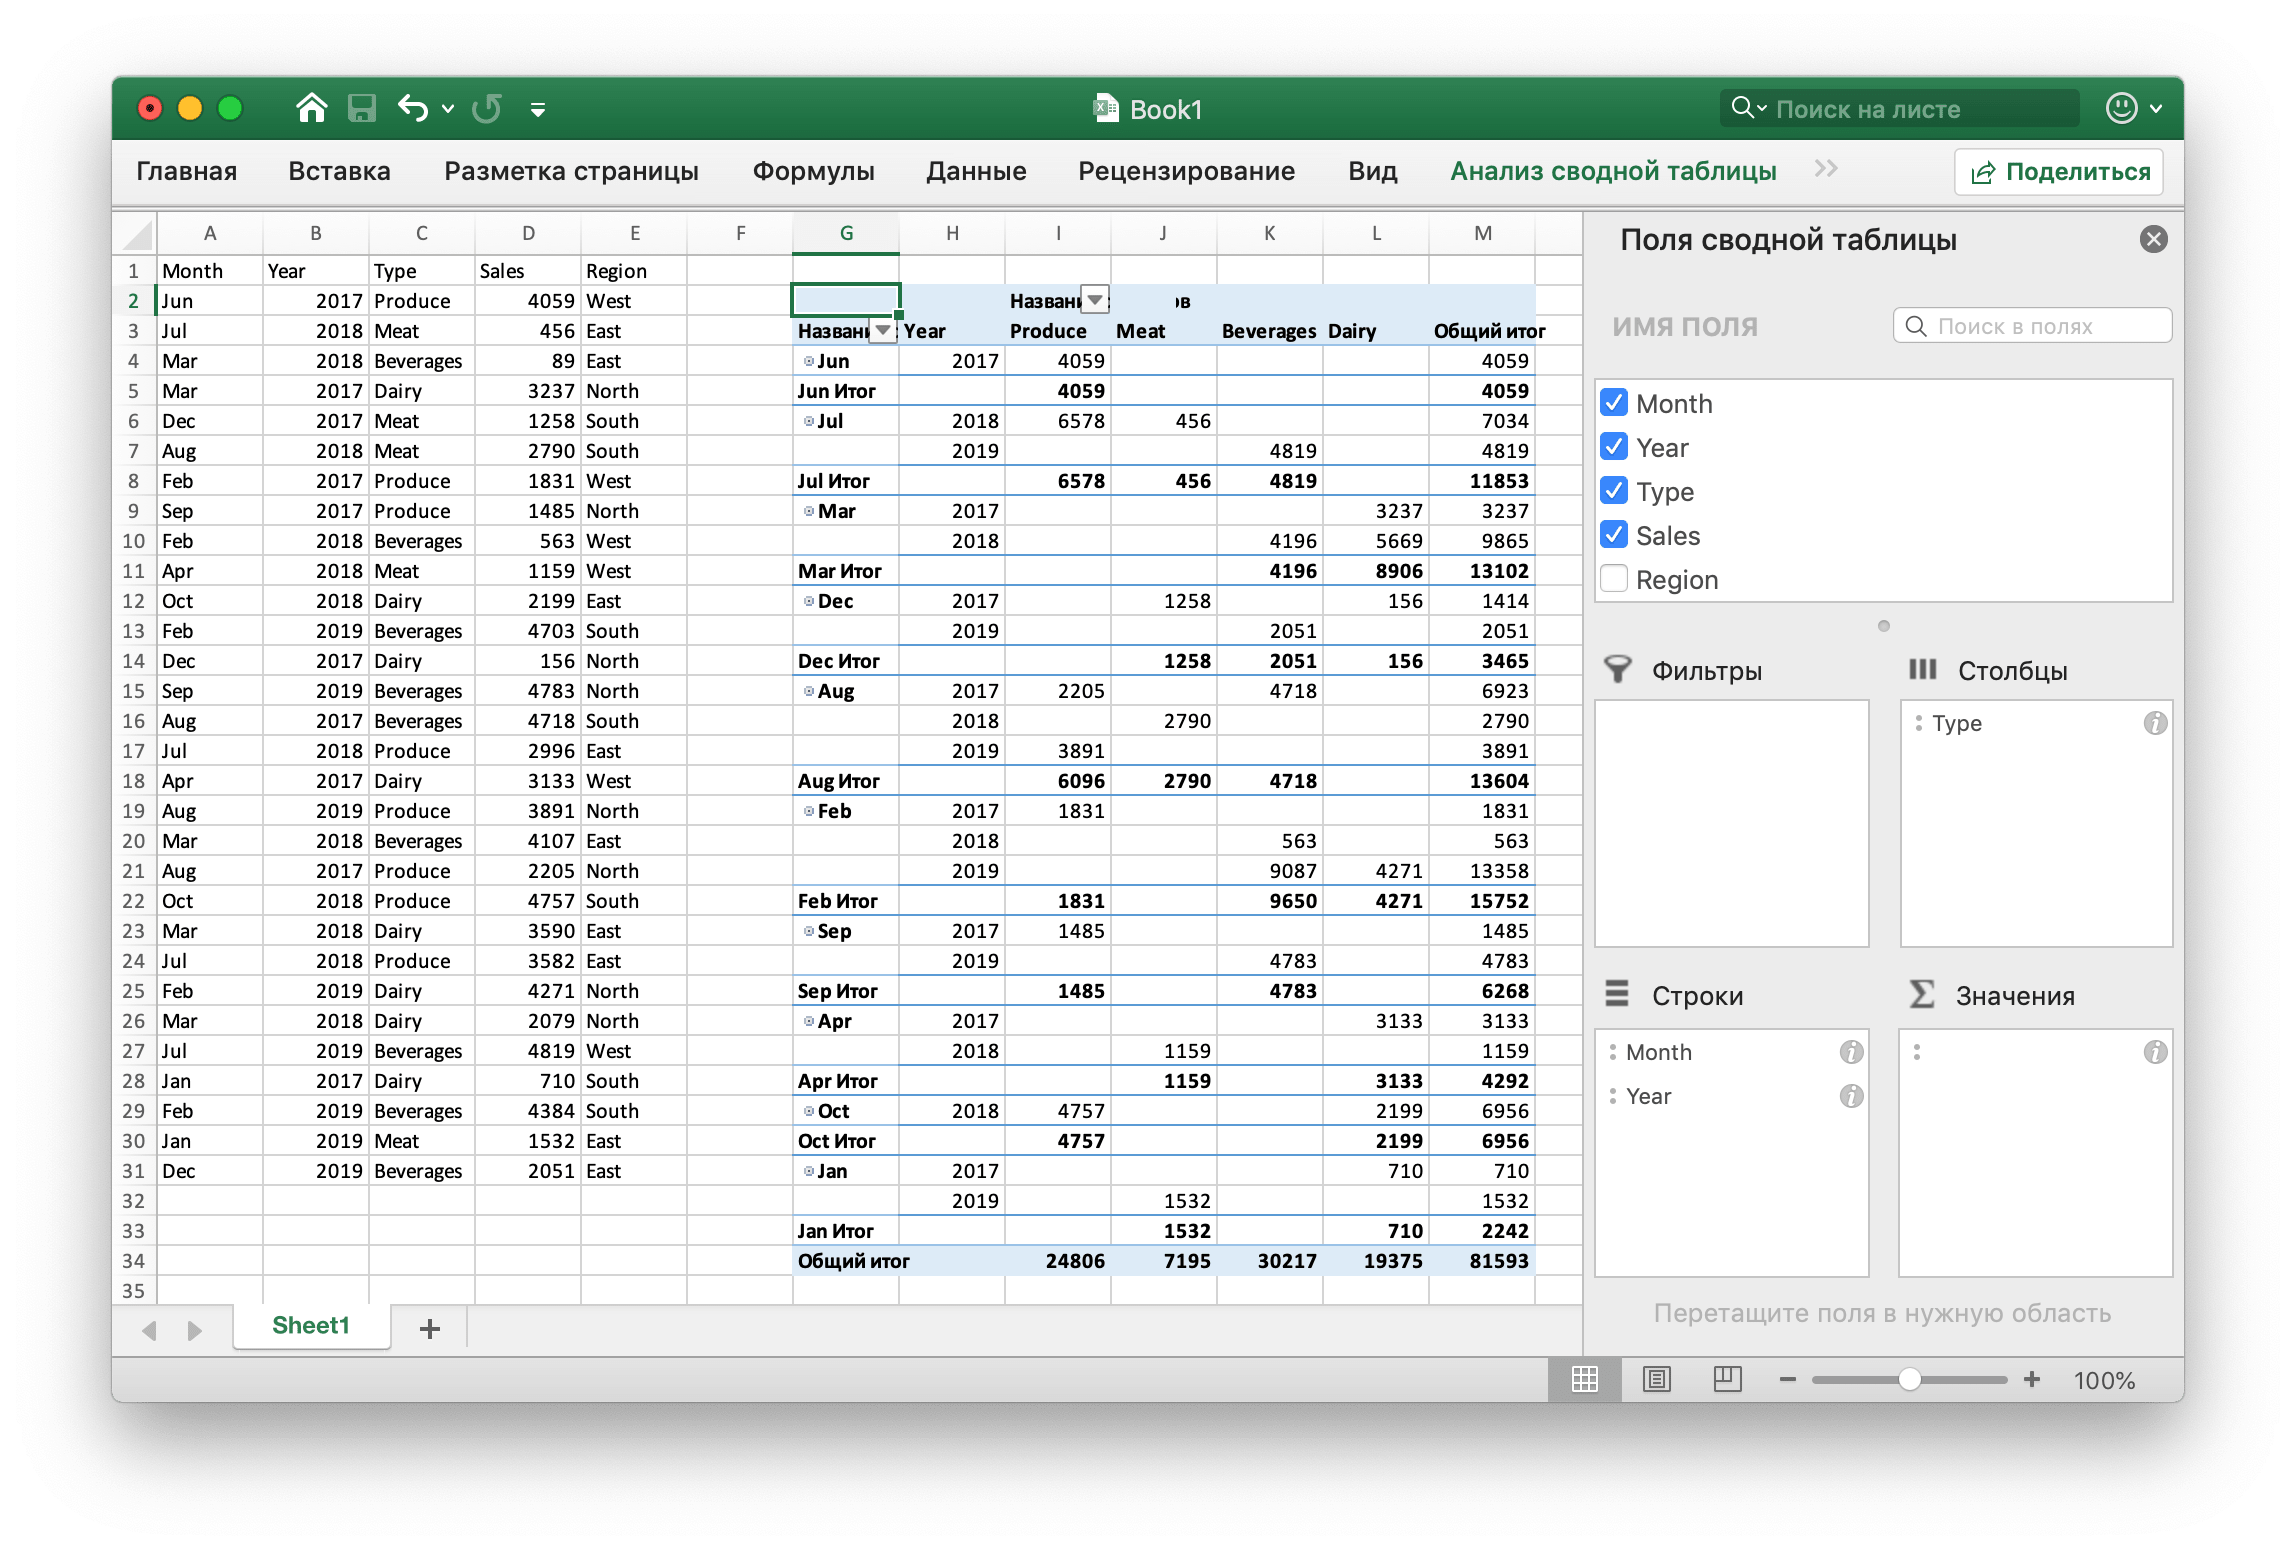 Book1
Поиск на листе
Главная Вставка Разметка страницы Формулы Данные Рецензирование Вид Анализ сводной таблицы Поделиться
A B C D E F G H I J K L M
1 Month Year Type Sales Region
2 Jun 2017 Produce 4059 West ов
3 Jul 2018 Meat 456 East Year Produce Meat Beverages Dairy Общий итог
4 Mar 2018 Beverages 89 East Jun 2017 4059 4059
5 Mar 2017 Dairy 3237 North Jun Итог 4059 4059
6 Dec 2017 Meat 1258 South Jul 2018 6578 456 7034
7 Aug 2018 Meat 2790 South 2019 4819 4819
8 Feb 2017 Produce 1831 West Jul Итог 6578 456 4819 11853
9 Sep 2017 Produce 1485 North Mar 2017 3237 3237
10 Feb 2018 Beverages 563 West 2018 4196 5669 9865
11 Apr 2018 Meat 1159 West Mar Итог 4196 8906 13102
12 Oct 2018 Dairy 2199 East Dec 2017 1258 156 1414
13 Feb 2019 Beverages 4703 South 2019 2051 2051
14 Dec 2017 Dairy 156 North Dec Итог 1258 2051 156 3465
15 Sep 2019 Beverages 4783 North Aug 2017 2205 4718 6923
16 Aug 2017 Beverages 4718 South 2018 2790 2790
17 Jul 2018 Produce 2996 East 2019 3891 3891
18 Apr 2017 Dairy 3133 West Aug Итог 6096 2790 4718 13604
19 Aug 2019 Produce 3891 North Feb 2017 1831 1831
20 Mar 2018 Beverages 4107 East 2018 563 563
21 Aug 2017 Produce 2205 North 2019 9087 4271 13358
22 Oct 2018 Produce 4757 South Feb Итог 1831 9650 4271 15752
23 Mar 2018 Dairy 3590 East Sep 2017 1485 1485
24 Jul 2018 Produce 3582 East 2019 4783 4783
25 Feb 2019 Dairy 4271 North Sep Итог 1485 4783 6268
26 Mar 2018 Dairy 2079 North Apr 2017 3133 3133
27 Jul 2019 Beverages 4819 West 2018 1159 1159
28 Jan 2017 Dairy 710 South Apr Итог 1159 3133 4292
29 Feb 2019 Beverages 4384 South Oct 2018 4757 2199 6956
30 Jan 2019 Meat 1532 East Oct Итог 4757 2199 6956
31 Dec 2019 Beverages 2051 East Jan 2017 710 710
32 2019 1532 1532
33 Jan Итог 1532 710 2242
34 Общий итог 24806 7195 30217 19375 81593
35
Sheet1
Поля сводной таблицы
ИМЯ ПОЛЯ
Поиск в полях
Month
Year
Type
Sales
Region
Фильтры
Столбцы
Type
Строки
Значения
Month
Year
Перетащите поля в нужную область
100%